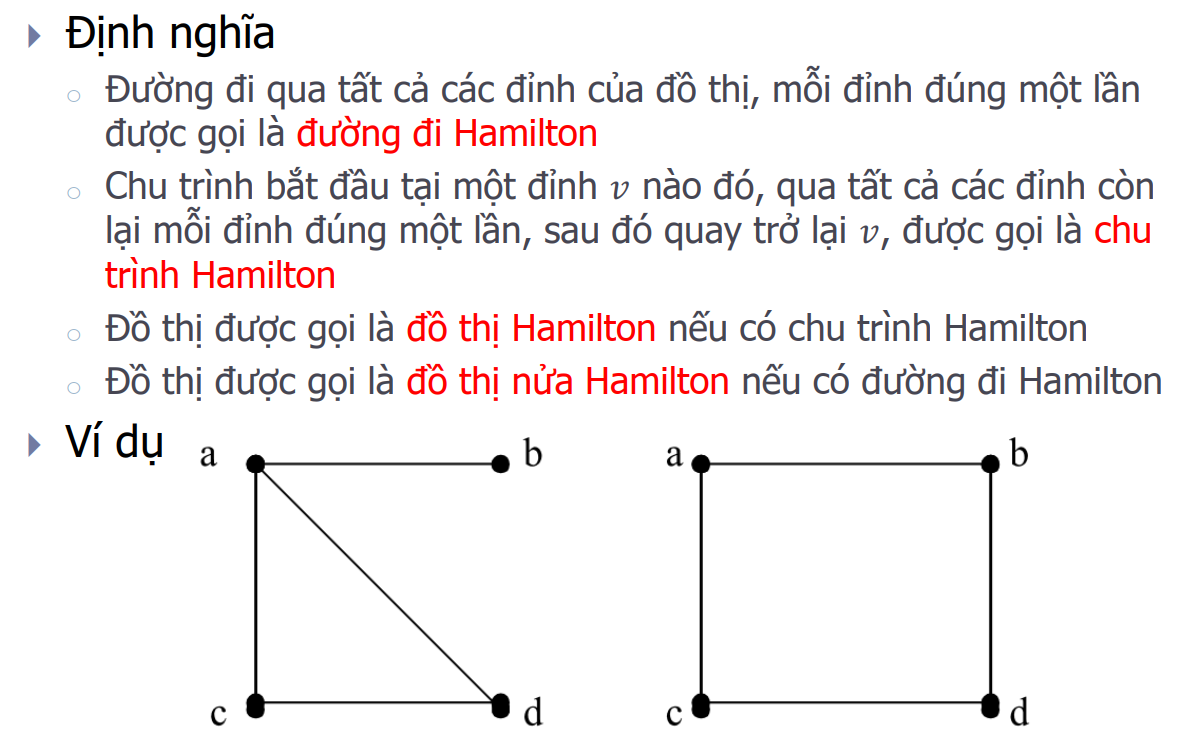 Định nghĩa
Đường đi qua tất cả các đỉnh của đồ thị, mỗi đỉnh đúng một lần
được gọi là đường đi Hamilton
Chu trình bắt đầu tại một đỉnh 𝑣 nào đó, qua tất cả các đỉnh còn
lại mỗi đỉnh đúng một lần, sau đó quay trở lại 𝑣, được gọi là chu
trình Hamilton
Đồ thị được gọi là đồ thị Hamilton nếu có chu trình Hamilton
Đồ thị được gọi là đồ thị nửa Hamilton nếu có đường đi Hamilton
Ví dụ
a b a b
c d c d